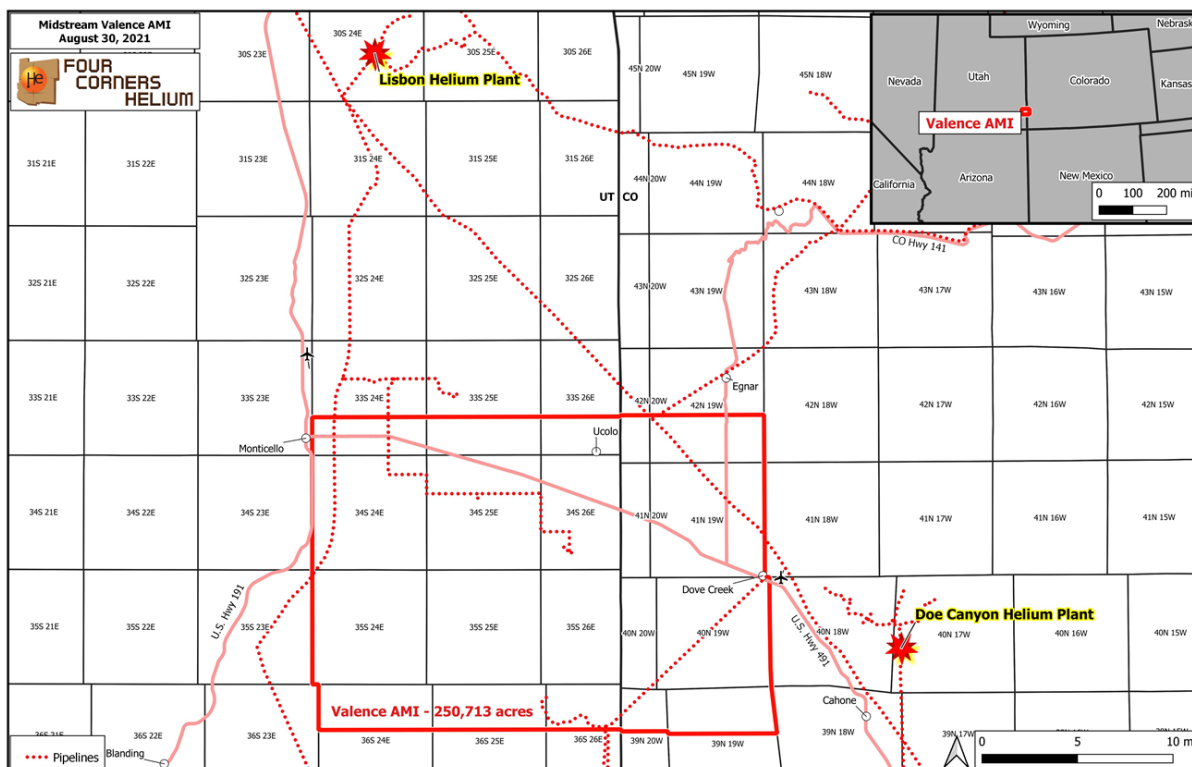 Midstream Valence AMI
August 30, 2021
He
FOUR
CORNERS
HELIUM
30S 23E
30S 24E
30S 25E
30S 26E
45N 20W
45N 19W
45N 18W
Lisbon Helium Plant
Wyoming
Nevada
Utah
Colorado
Valence AMI
California
Arizona
New Mexico
0 100 200 mi
31S 21E
31S 22E
31S 23E
31S 24E
31S 25E
31S 26E
44N 20W
44N 19W
44N 18W
UT CO
CO Hwy 141
32S 21E
32S 22E
32S 23E
32S 24E
32S 25E
32S 26E
43N 20W
43N 19W
43N 18W
43N 17W
43N 16W
43N 15W
Egnar
33S 21E
33S 22E
33S 23E
33S 24E
33S 25E
33S 26E
42N 20W
42N 19W
42N 18W
42N 17W
42N 16W
42N 15W
Monticello
Ucolo
34S 21E
34S 22E
34S 23E
34S 24E
34S 25E
34S 26E
41N 20W
41N 19W
41N 18W
41N 17W
41N 16W
41N 15W
Dove Creek
U.S. Hwy 191
U.S. Hwy 491
Doe Canyon Helium Plant
35S 21E
35S 22E
35S 23E
35S 24E
35S 25E
35S 26E
40N 20W
40N 19W
40N 18W
40N 17W
40N 16W
40N 15W
Cahone
Valence AMI - 250,713 acres
36S 22E
36S 23E
36S 24E
36S 25E
36S 26E
39N 20W
39N 19W
39N 18W
39N 17W
Pipelines
Blanding
0 5 10 m